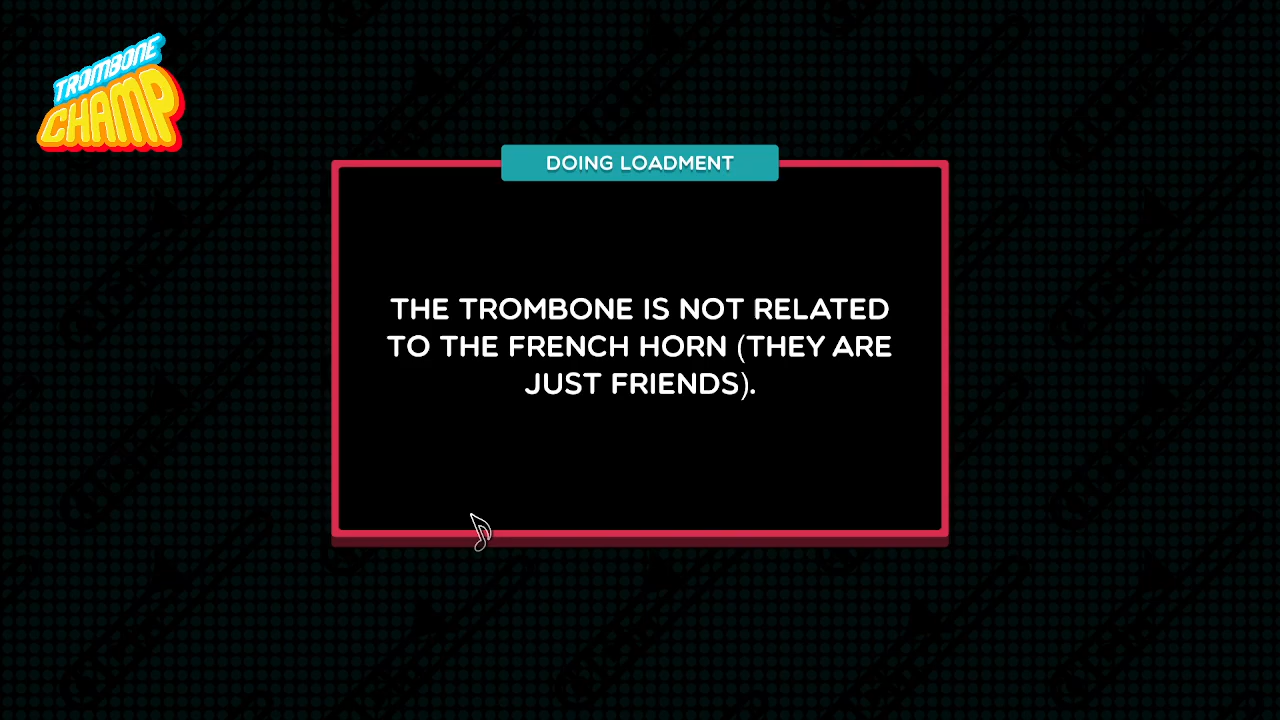 TROMBONE
CHAMP
DOING LOADMENT
THE TROMBONE IS NOT RELATED
TO THE FRENCH HORN (THEY ARE
JUST FRIENDS).